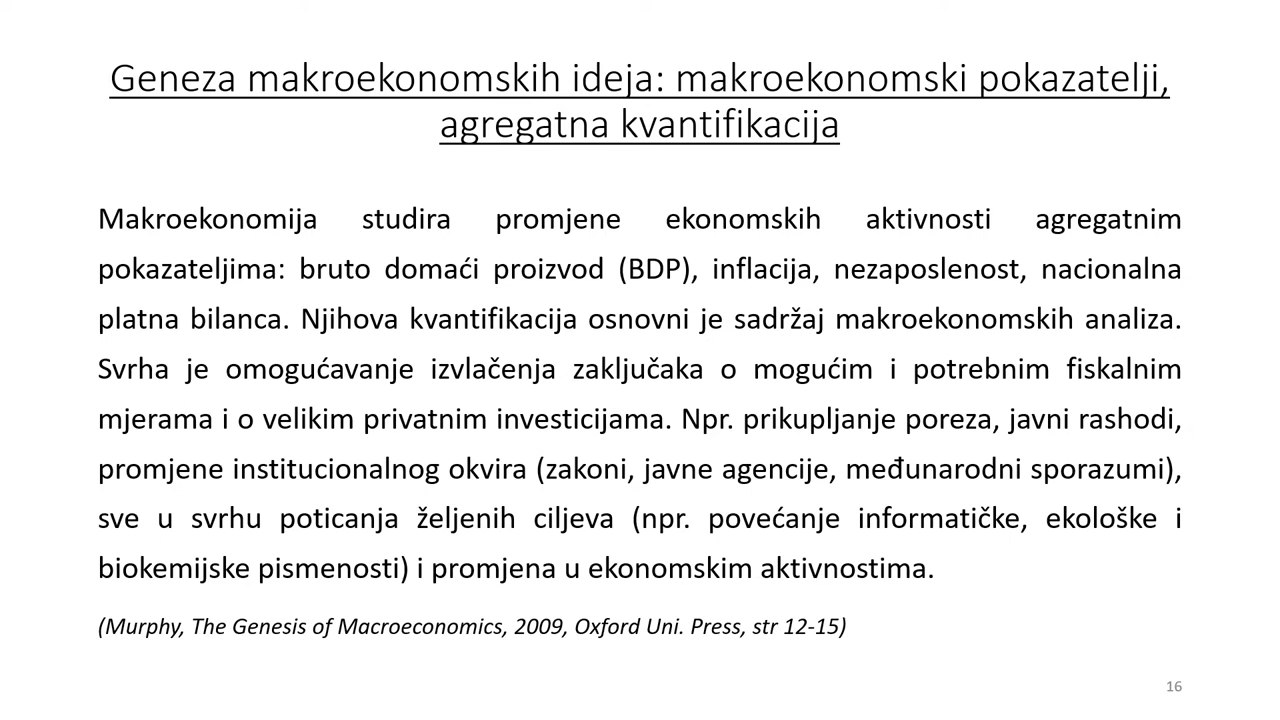 Geneza makroekonomskih ideja: makroekonomski pokazatelji,
agregatna kvantifikacija
Makroekonomija studira promjene ekonomskih aktivnosti agregatnim
pokazateljima: bruto domaći proizvod (BDP), inflacija, nezaposlenost, nacionalna
platna bilanca. Njihova kvantifikacija osnovni je sadržaj makroekonomskih analiza.
Svrha je omogućavanje izvlačenja zaključaka o mogućim i potrebnim fiskalnim
mjerama i o velikim privatnim investicijama. Npr. prikupljanje poreza, javni rashodi,
promjene institucionalnog okvira (zakoni, javne agencije, međunarodni sporazumi),
sve u svrhu poticanja željenih ciljeva (npr. povećanje informatičke, ekološke i
biokemijske pismenosti) i promjena u ekonomskim aktivnostima.
(Murphy, The Genesis of Macroeconomics, 2009, Oxford Uni. Press, str 12-15)
16